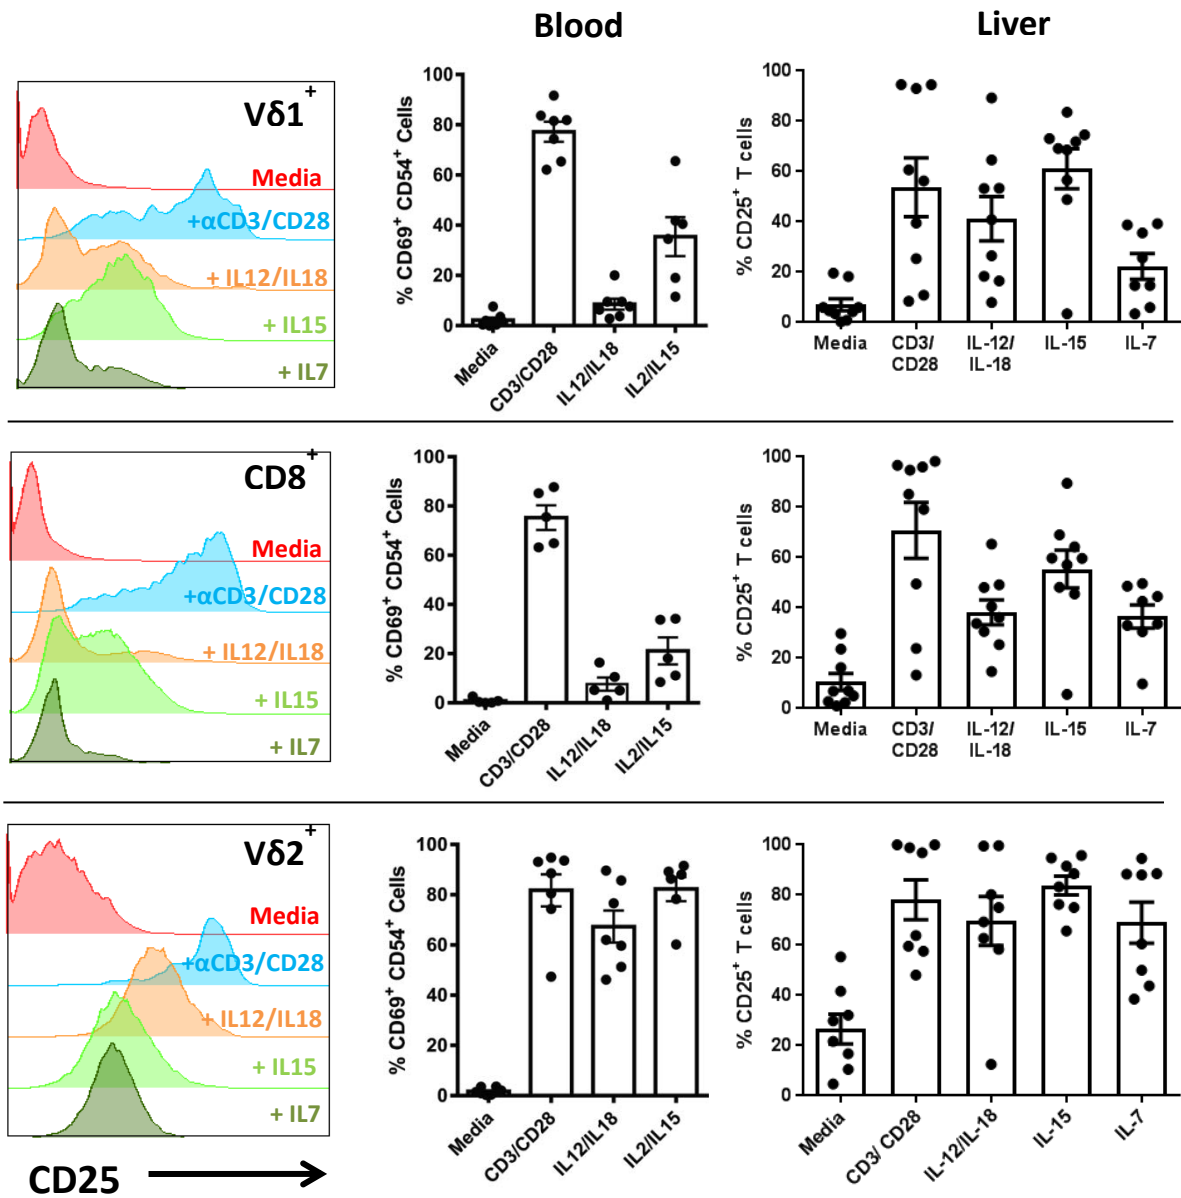 Blood
Liver
Vδ1+
Media
+αCD3/CD28
+ IL12/IL18
+ IL15
+ IL7
% CD69+ CD54+ Cells
100
80
60
40
20
0
Media
CD3/CD28
IL12/IL18
IL2/IL15
% CD25+ T cells
100
80
60
40
20
0
Media
CD3/
CD28
IL-12/
IL-18
IL-15
IL-7
CD8+
Media
+αCD3/CD28
+ IL12/IL18
+ IL15
+ IL7
% CD69+ CD54+ Cells
100
80
60
40
20
0
Media
CD3/CD28
IL12/IL18
IL2/IL15
% CD25+ T cells
100
80
60
40
20
0
Media
CD3/
CD28
IL-12/
IL-18
IL-15
IL-7
Vδ2+
Media
+αCD3/CD28
+ IL12/IL18
+ IL15
+ IL7
CD25
% CD69+ CD54+ Cells
100
80
60
40
20
0
Media
CD3/CD28
IL12/IL18
IL2/IL15
% CD25+ T cells
100
80
60
40
20
0
Media
CD3/ CD28
IL-12/IL-18
IL-15
IL-7